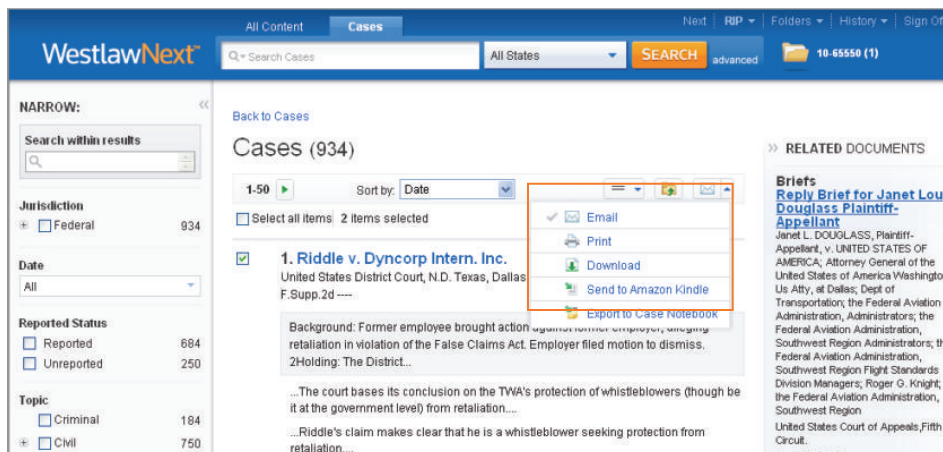 All Content
Cases
Next RIP Folders History Sign Of
WestlawNext™
Search Cases
All States
SEARCH
advanced
10-65550 (1)
NARROW:
Search within results
Jurisdiction
Federal 934
Date
All
Reported Status
Reported 684
Unreported 250
Topic
Criminal 184
Civil 750
Back to Cases
Cases (934)
1-50 Sort by: Date
Select all items 2 items selected
Email
Print
Download
Send to Amazon Kindle
Export to Case Notebook
1. Riddle v. Dyncorp Intern. Inc.
United States District Court, N.D. Texas, Dallas
F.Supp.2d ----
Background: Former employee brought action against former employer, alleging
retaliation in violation of the False Claims Act. Employer filed motion to dismiss.
2Holding: The District...
...The court bases its conclusion on the TWA's protection of whistleblowers (though be
it at the government level) from retaliation....
...Riddle's claim makes clear that he is a whistleblower seeking protection from
retaliation....
RELATED DOCUMENTS
Briefs
Reply Brief for Janet Lou
Douglass Plaintiff-
Appellant
Janet L. DOUGLASS, Plaintiff-
Appellant, v. UNITED STATES OF
AMERICA; Attorney General of the
United States of America Washingto
Us Atty, at Dallas; Dept of
Transportation; the Federal Aviation
Administration, Administrators; the
Federal Aviation Administration,
Southwest Region Administrators; th
Federal Aviation Administration,
Southwest Region Flight Standards
Division Managers; Roger G. Knight;
the Federal Aviation Administration,
Southwest Region
United States Court of Appeals,Fifth
Circuit.